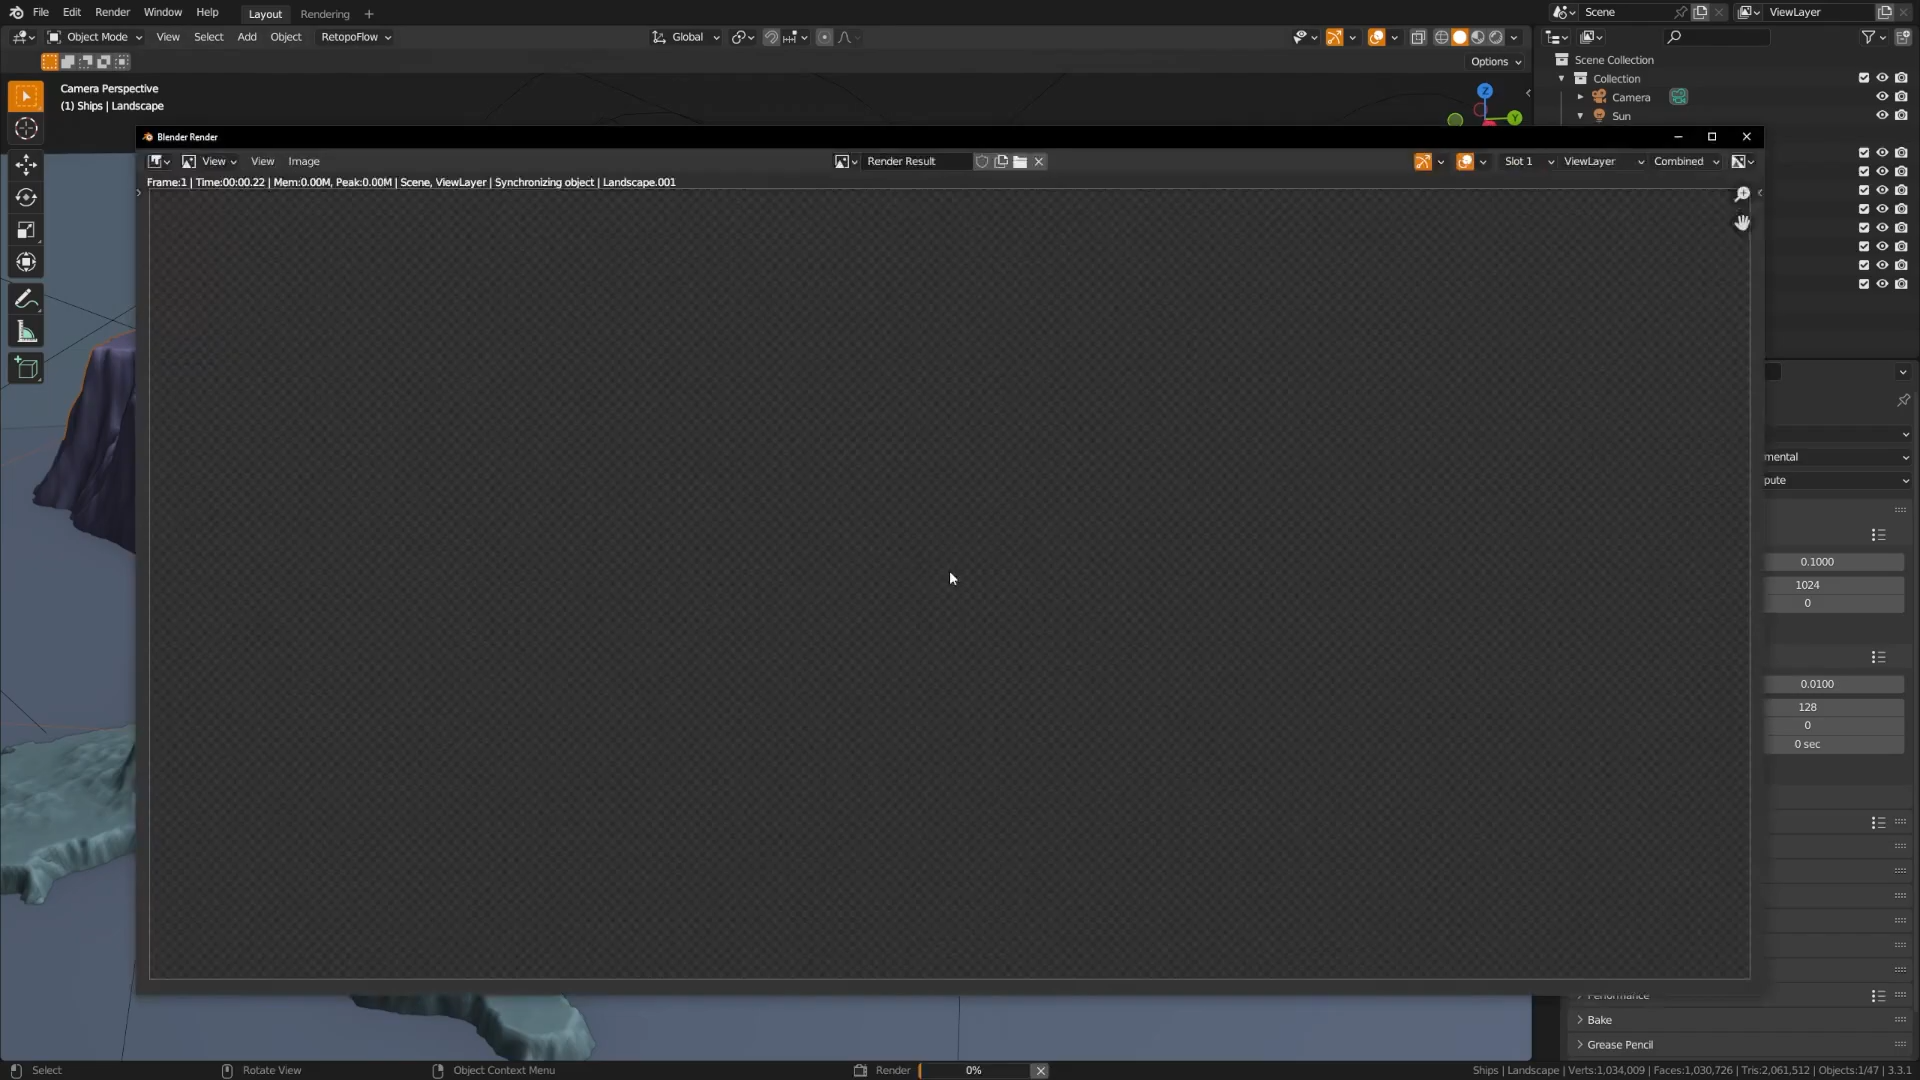 File Edit Render Window Help Layout Rendering + Scene ViewLayer
Object Mode View Select Add Object RetopoFlow Global
Options
Camera Perspective
(1) Ships | Landscape
Z
Y
Scene Collection
Collection
Camera
Sun
Blender Render
View View Image Render Result Slot 1 ViewLayer Combined
Frame:1 | Time:00:00.22 | Mem:0.00M, Peak:0.00M | Scene, ViewLayer | Synchronizing object | Landscape.001
mental
pute
0.1000
1024
0
0.0100
128
0
0 sec
Performance
Bake
Grease Pencil
Select Rotate View Object Context Menu Render 0% Ships | Landscape | Verts:1,034,009 | Faces:1,030,726 | Tris:2,061,512 | Objects:1/47 | 3.3.1